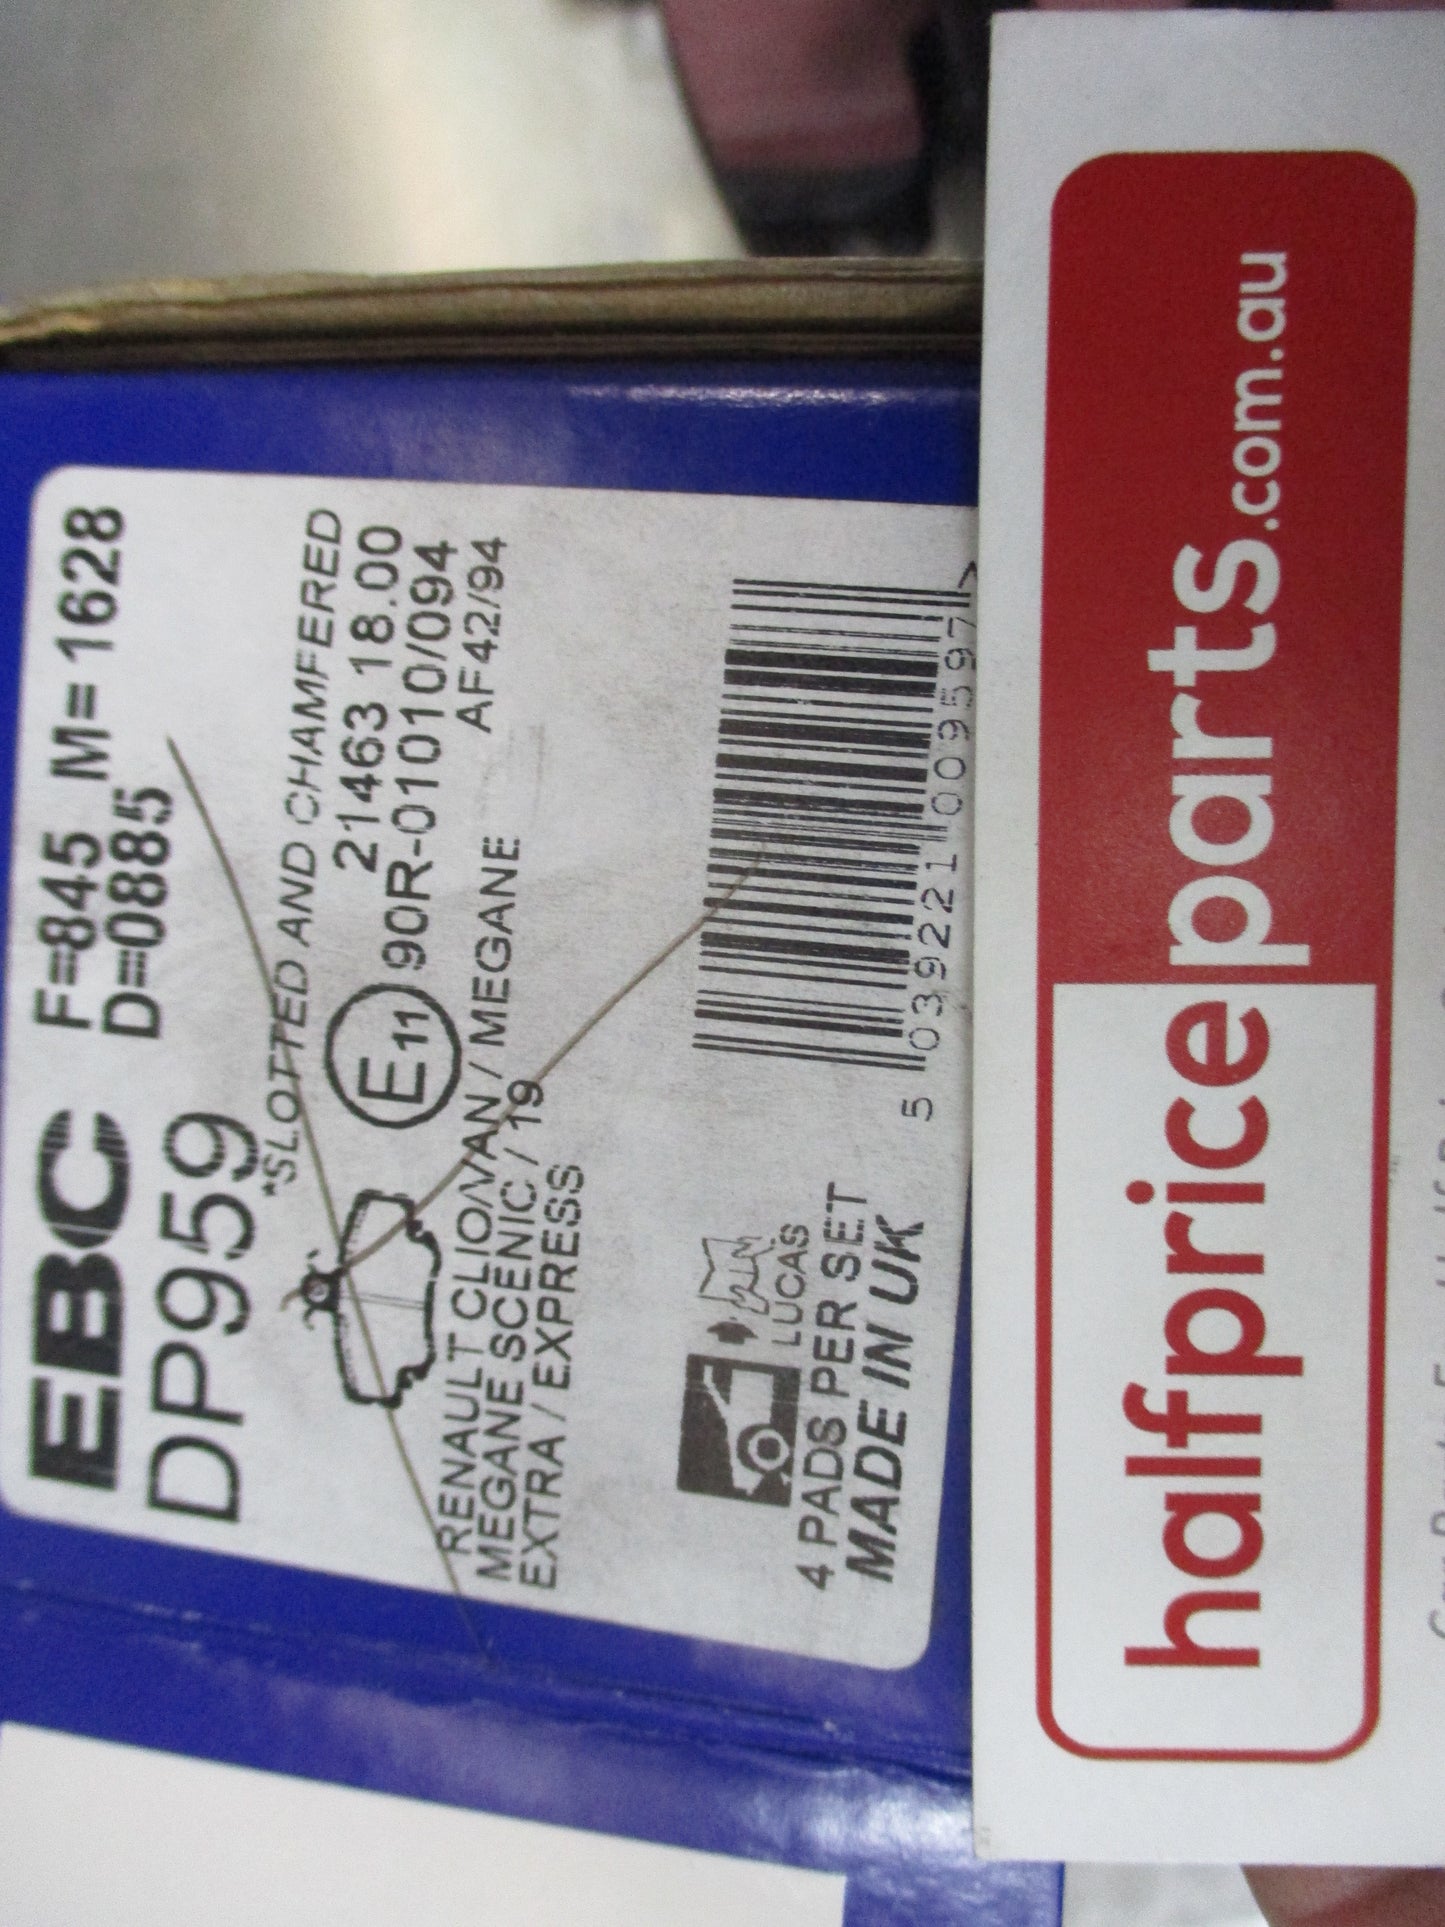 EBC F=845 M=1628
D=0885
DP959
*SLOTTED AND CHAMFERED
21463 18.00
E11 90R-01010/094
AF42/94
RENAULT CLIO/VAN / MEGANE
MEGANE SCENIC / 19
EXTRA / EXPRESS
LUCAS
4 PADS PER SET
MADE IN UK
5 039221 009597 >
halfpriceparts.com.au